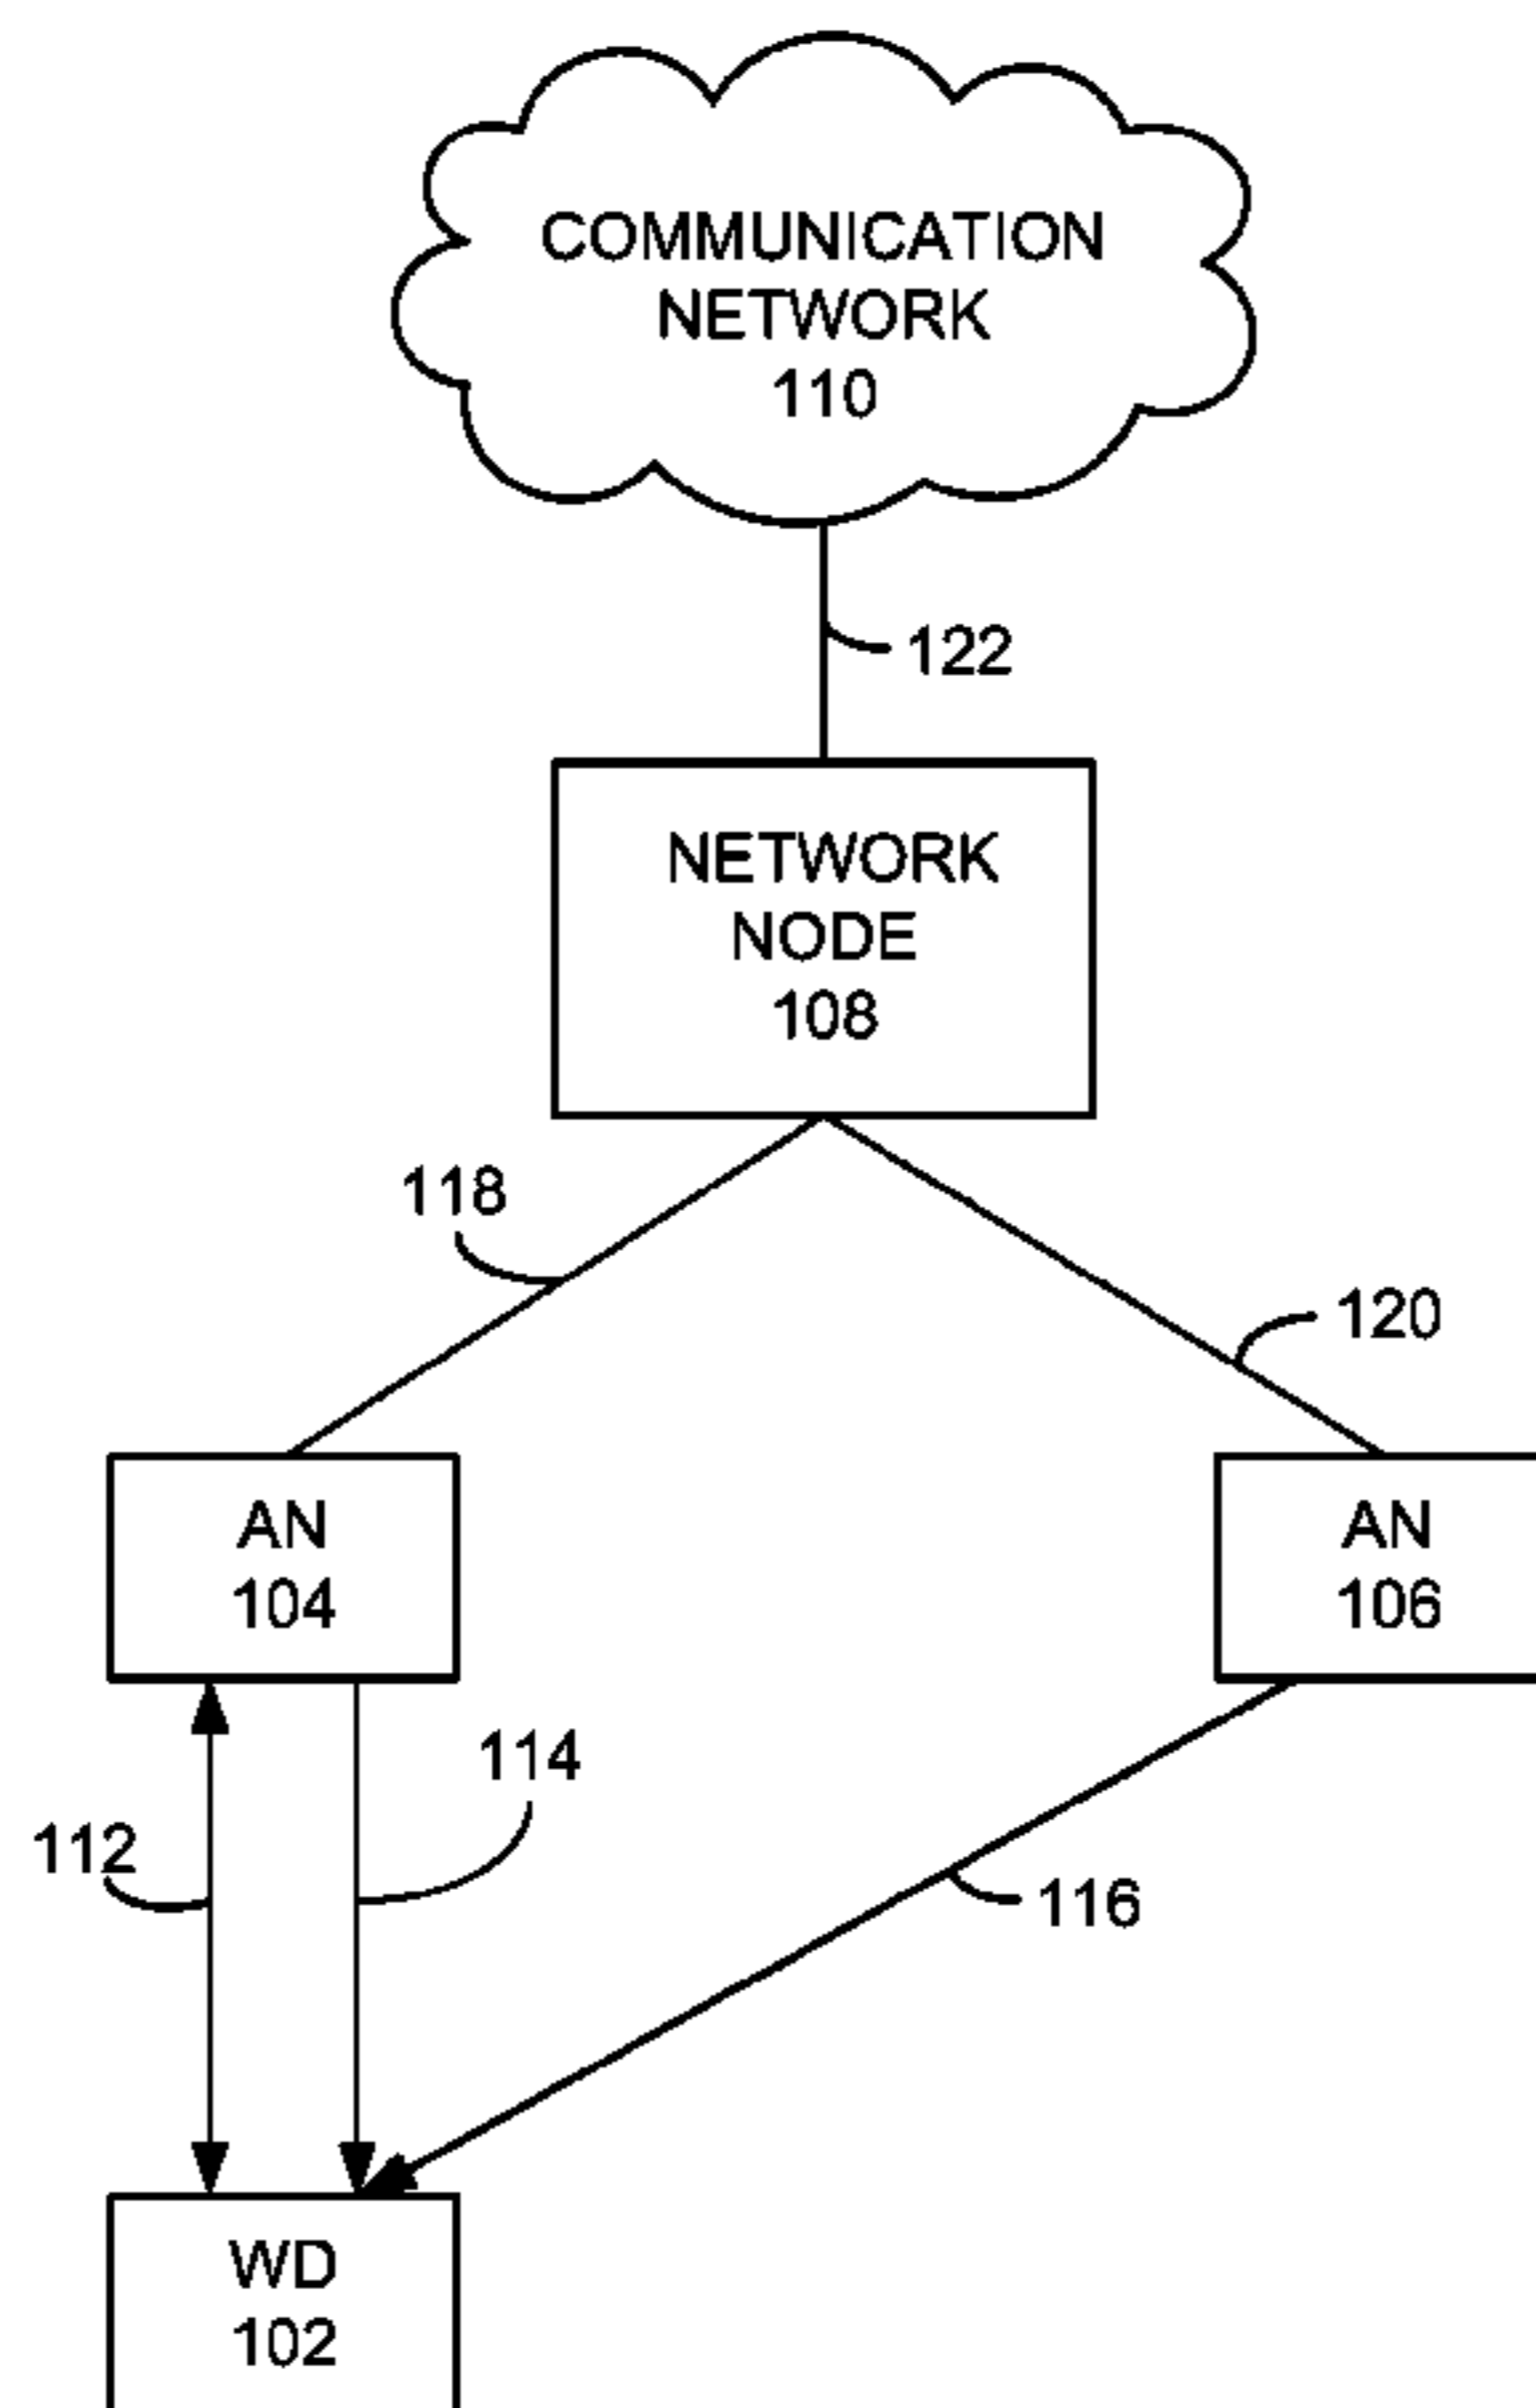 COMMUNICATION
NETWORK
110
122
NETWORK
NODE
108
118
120
AN
104
AN
106
114
112
116
WD
102